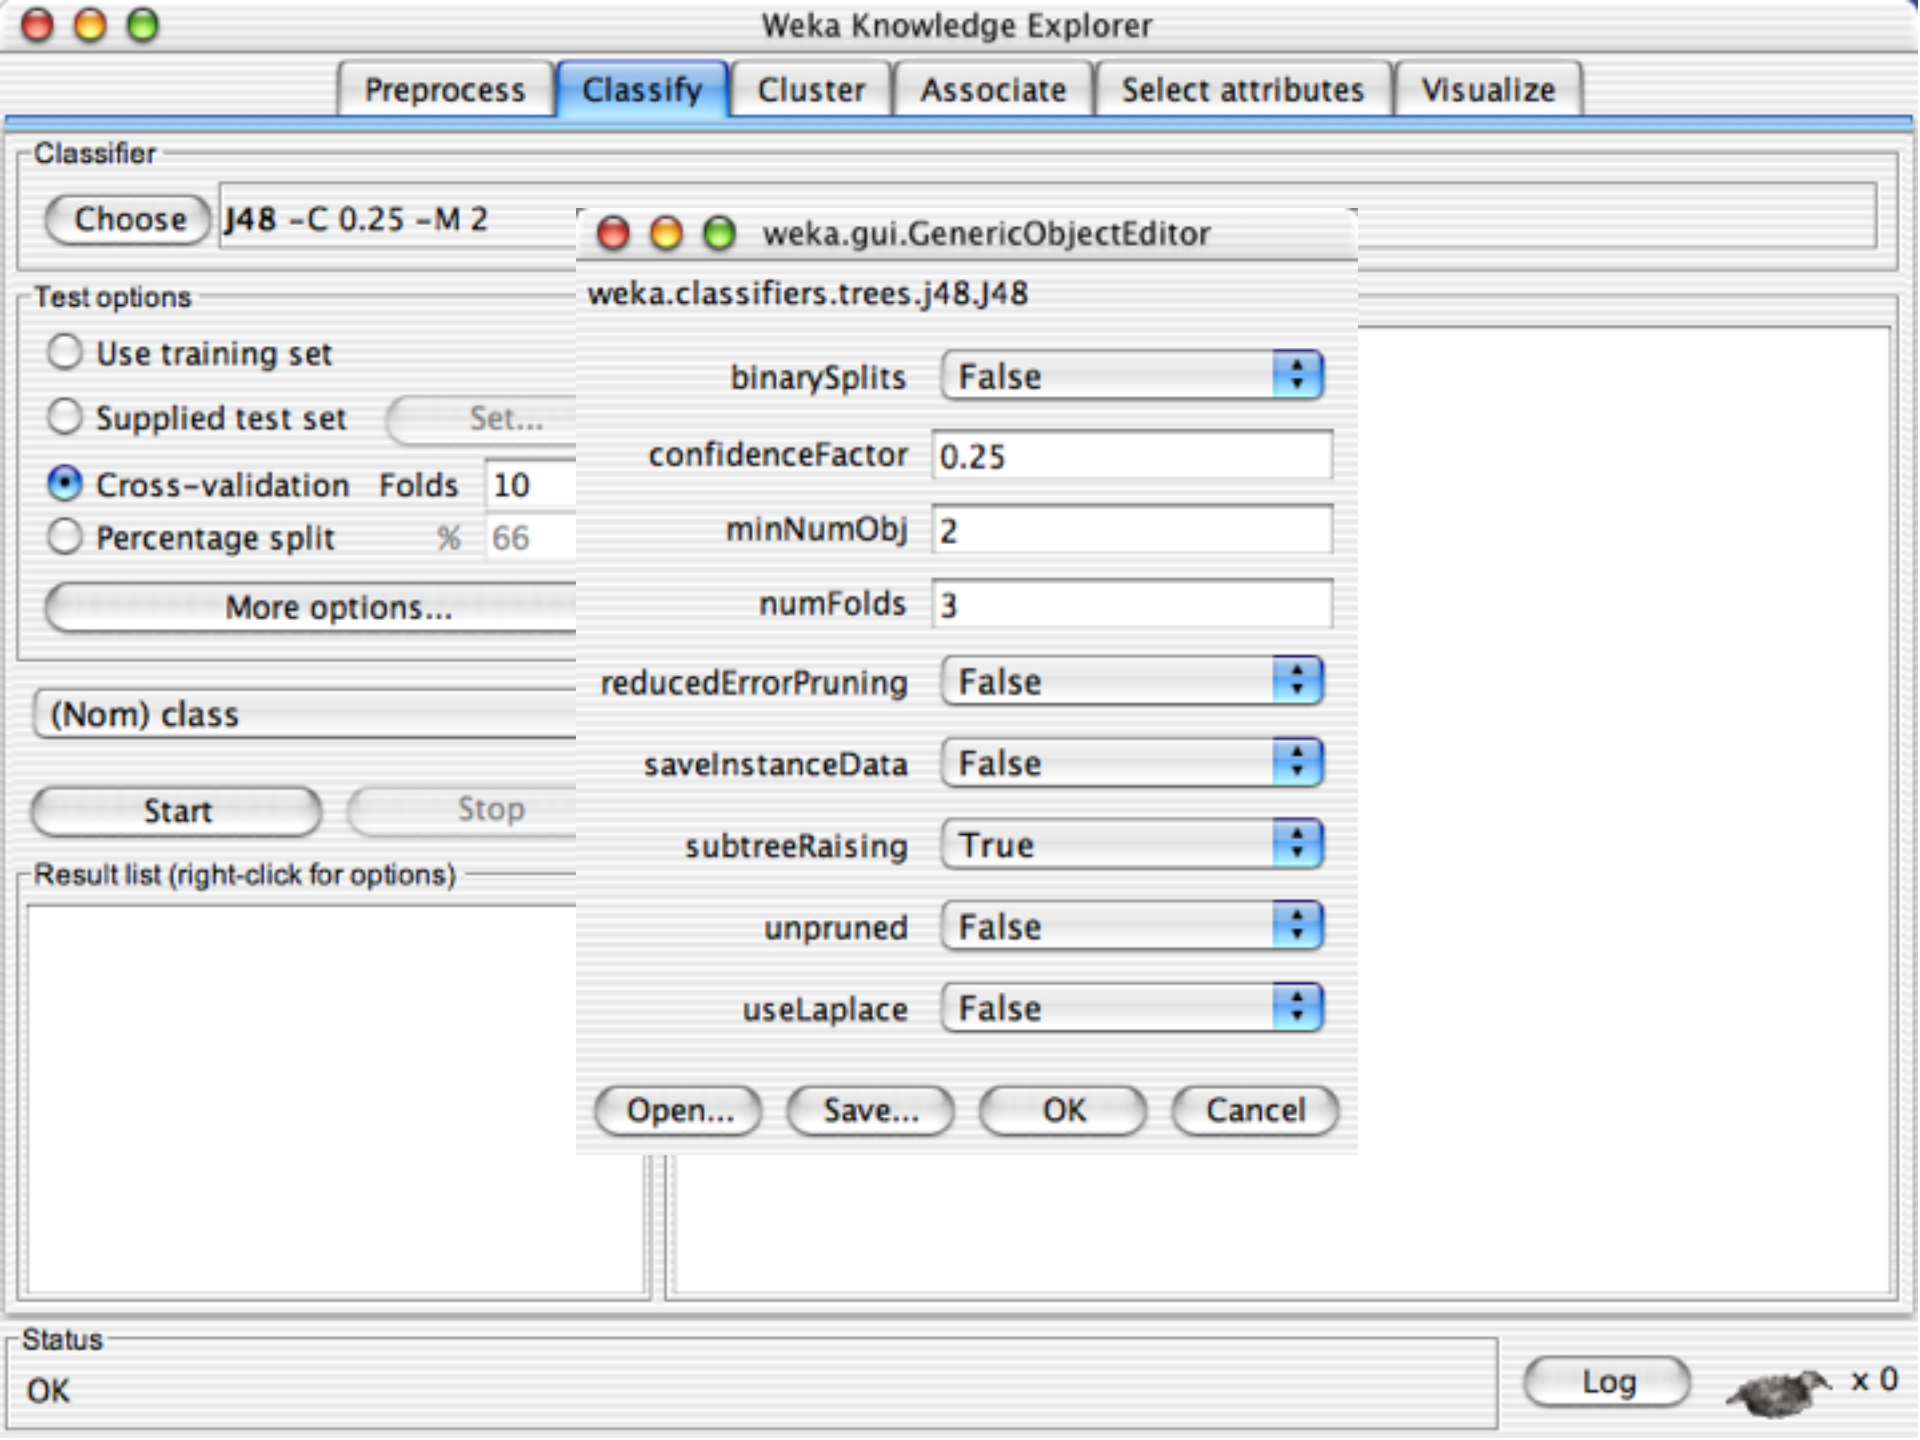 Weka Knowledge Explorer
Preprocess Classify Cluster Associate Select attributes Visualize
Classifier
Choose J48 -C 0.25 -M 2
weka.gui.GenericObjectEditor
weka.classifiers.trees.j48.J48
binarySplits False
confidenceFactor 0.25
minNumObj 2
numFolds 3
reducedErrorPruning False
saveInstanceData False
subtreeRaising True
unpruned False
useLaplace False
Open... Save... OK Cancel
Test options
Use training set
Supplied test set Set...
Cross-validation Folds 10
Percentage split % 66
More options...
(Nom) class
Start Stop
Result list (right-click for options)
Status
OK
Log x 0